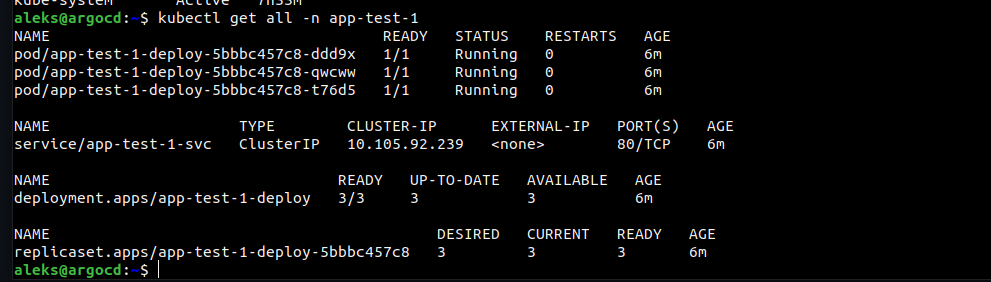 kube-system Active 7h33m
aleks@argocd:~$ kubectl get all -n app-test-1
NAME READY STATUS RESTARTS AGE
pod/app-test-1-deploy-5bbbc457c8-ddd9x 1/1 Running 0 6m
pod/app-test-1-deploy-5bbbc457c8-qwcww 1/1 Running 0 6m
pod/app-test-1-deploy-5bbbc457c8-t76d5 1/1 Running 0 6m
NAME TYPE CLUSTER-IP EXTERNAL-IP PORT(S) AGE
service/app-test-1-svc ClusterIP 10.105.92.239 <none> 80/TCP 6m
NAME READY UP-TO-DATE AVAILABLE AGE
deployment.apps/app-test-1-deploy 3/3 3 3 6m
NAME DESIRED CURRENT READY AGE
replicaset.apps/app-test-1-deploy-5bbbc457c8 3 3 3 6m
aleks@argocd:~$